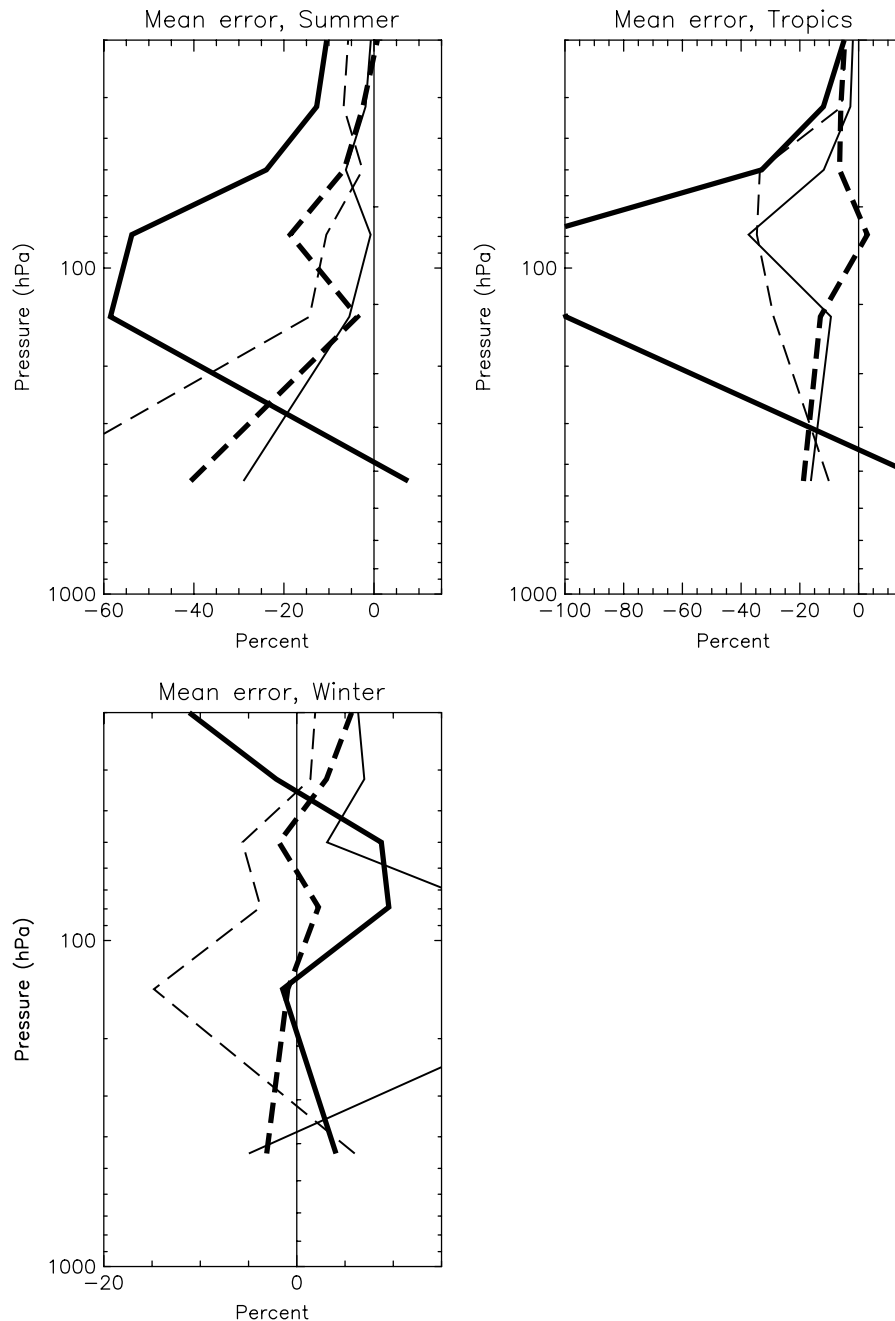 Mean error, Summer
Pressure (hPa)
100
1000
-60 -40 -20 0
Percent
Mean error, Tropics
Pressure (hPa)
100
1000
-100 -80 -60 -40 -20 0
Percent
Mean error, Winter
Pressure (hPa)
100
1000
-20 0
Percent